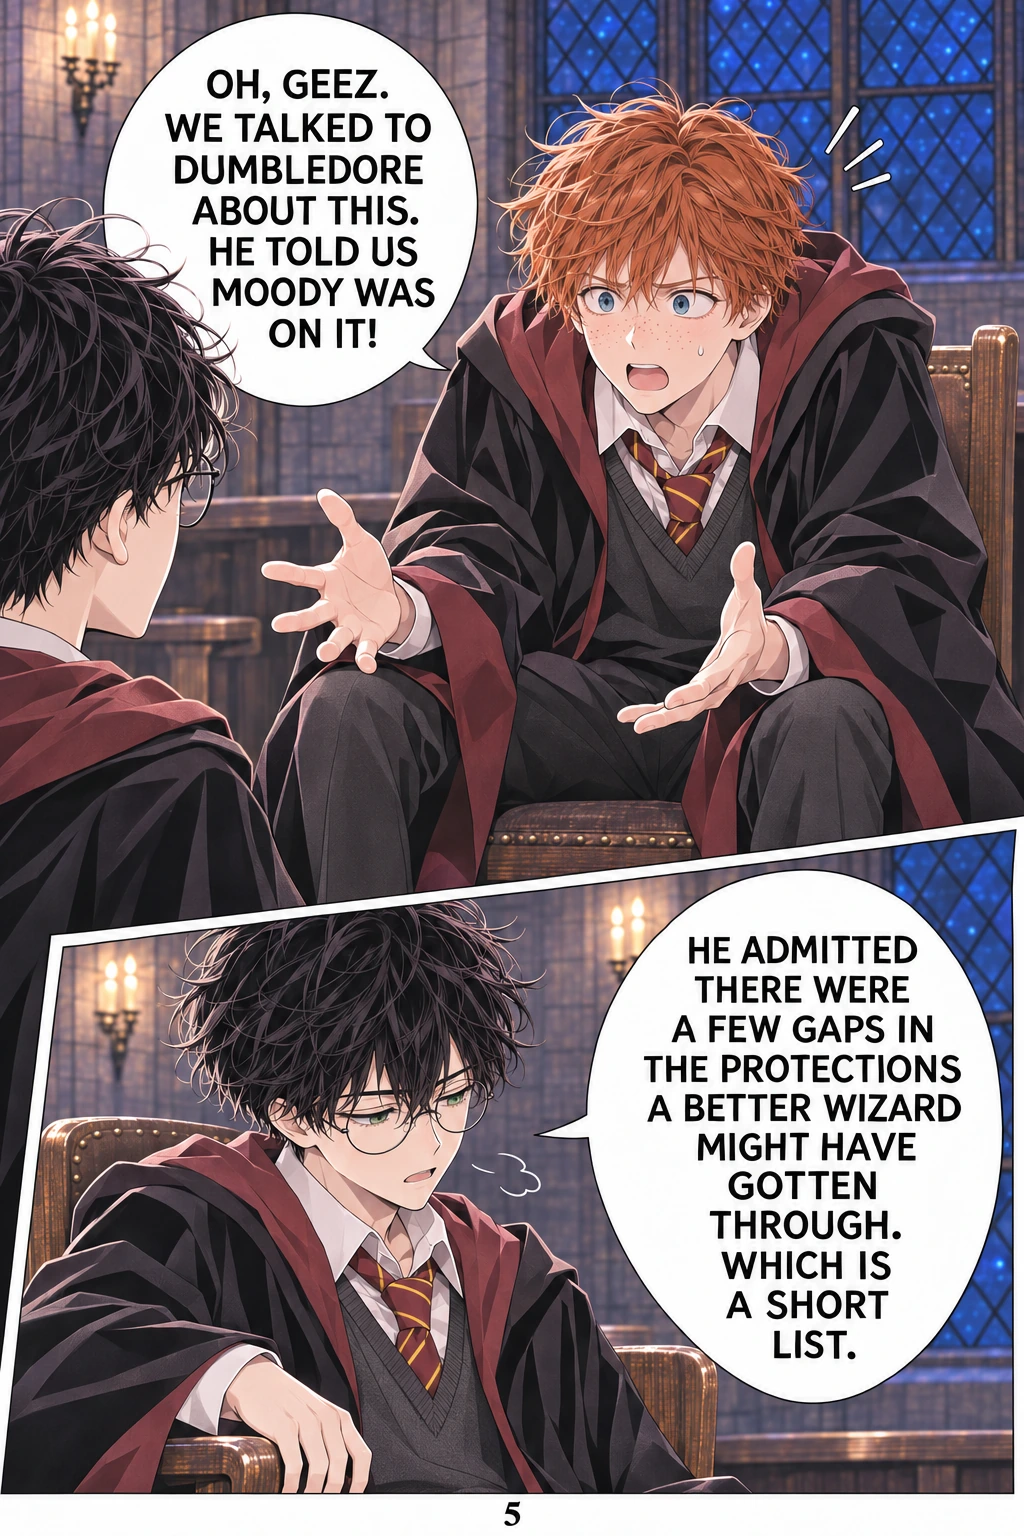 OH, GEEZ.
WE TALKED TO
DUMBLEDORE
ABOUT THIS.
HE TOLD US
MOODY WAS
ON IT!
HE ADMITTED
THERE WERE
A FEW GAPS IN
THE PROTECTIONS
A BETTER WIZARD
MIGHT HAVE
GOTTEN
THROUGH.
WHICH IS
A SHORT
LIST.
5